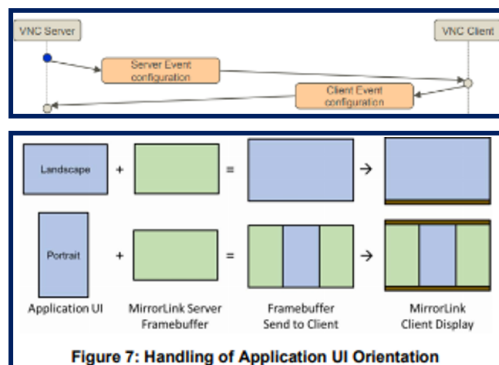 VNC Server
VNC Client
Server Event
configuration
Client Event
configuration
Landscape
+
=
→
Portrait
+
=
→
Application UI
MirrorLink Server
Framebuffer
Framebuffer
Send to Client
MirrorLink
Client Display
Figure 7: Handling of Application UI Orientation